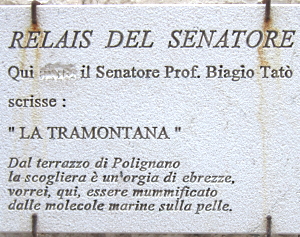 RELAIS DEL SENATORE
Qui il Senatore Prof. Biagio Tatò
scrisse :
" LA TRAMONTANA "
Dal terrazzo di Polignano
la scogliera è un'orgia di ebrezze,
vorrei, qui, essere mummificato
dalle molecole marine sulla pelle.